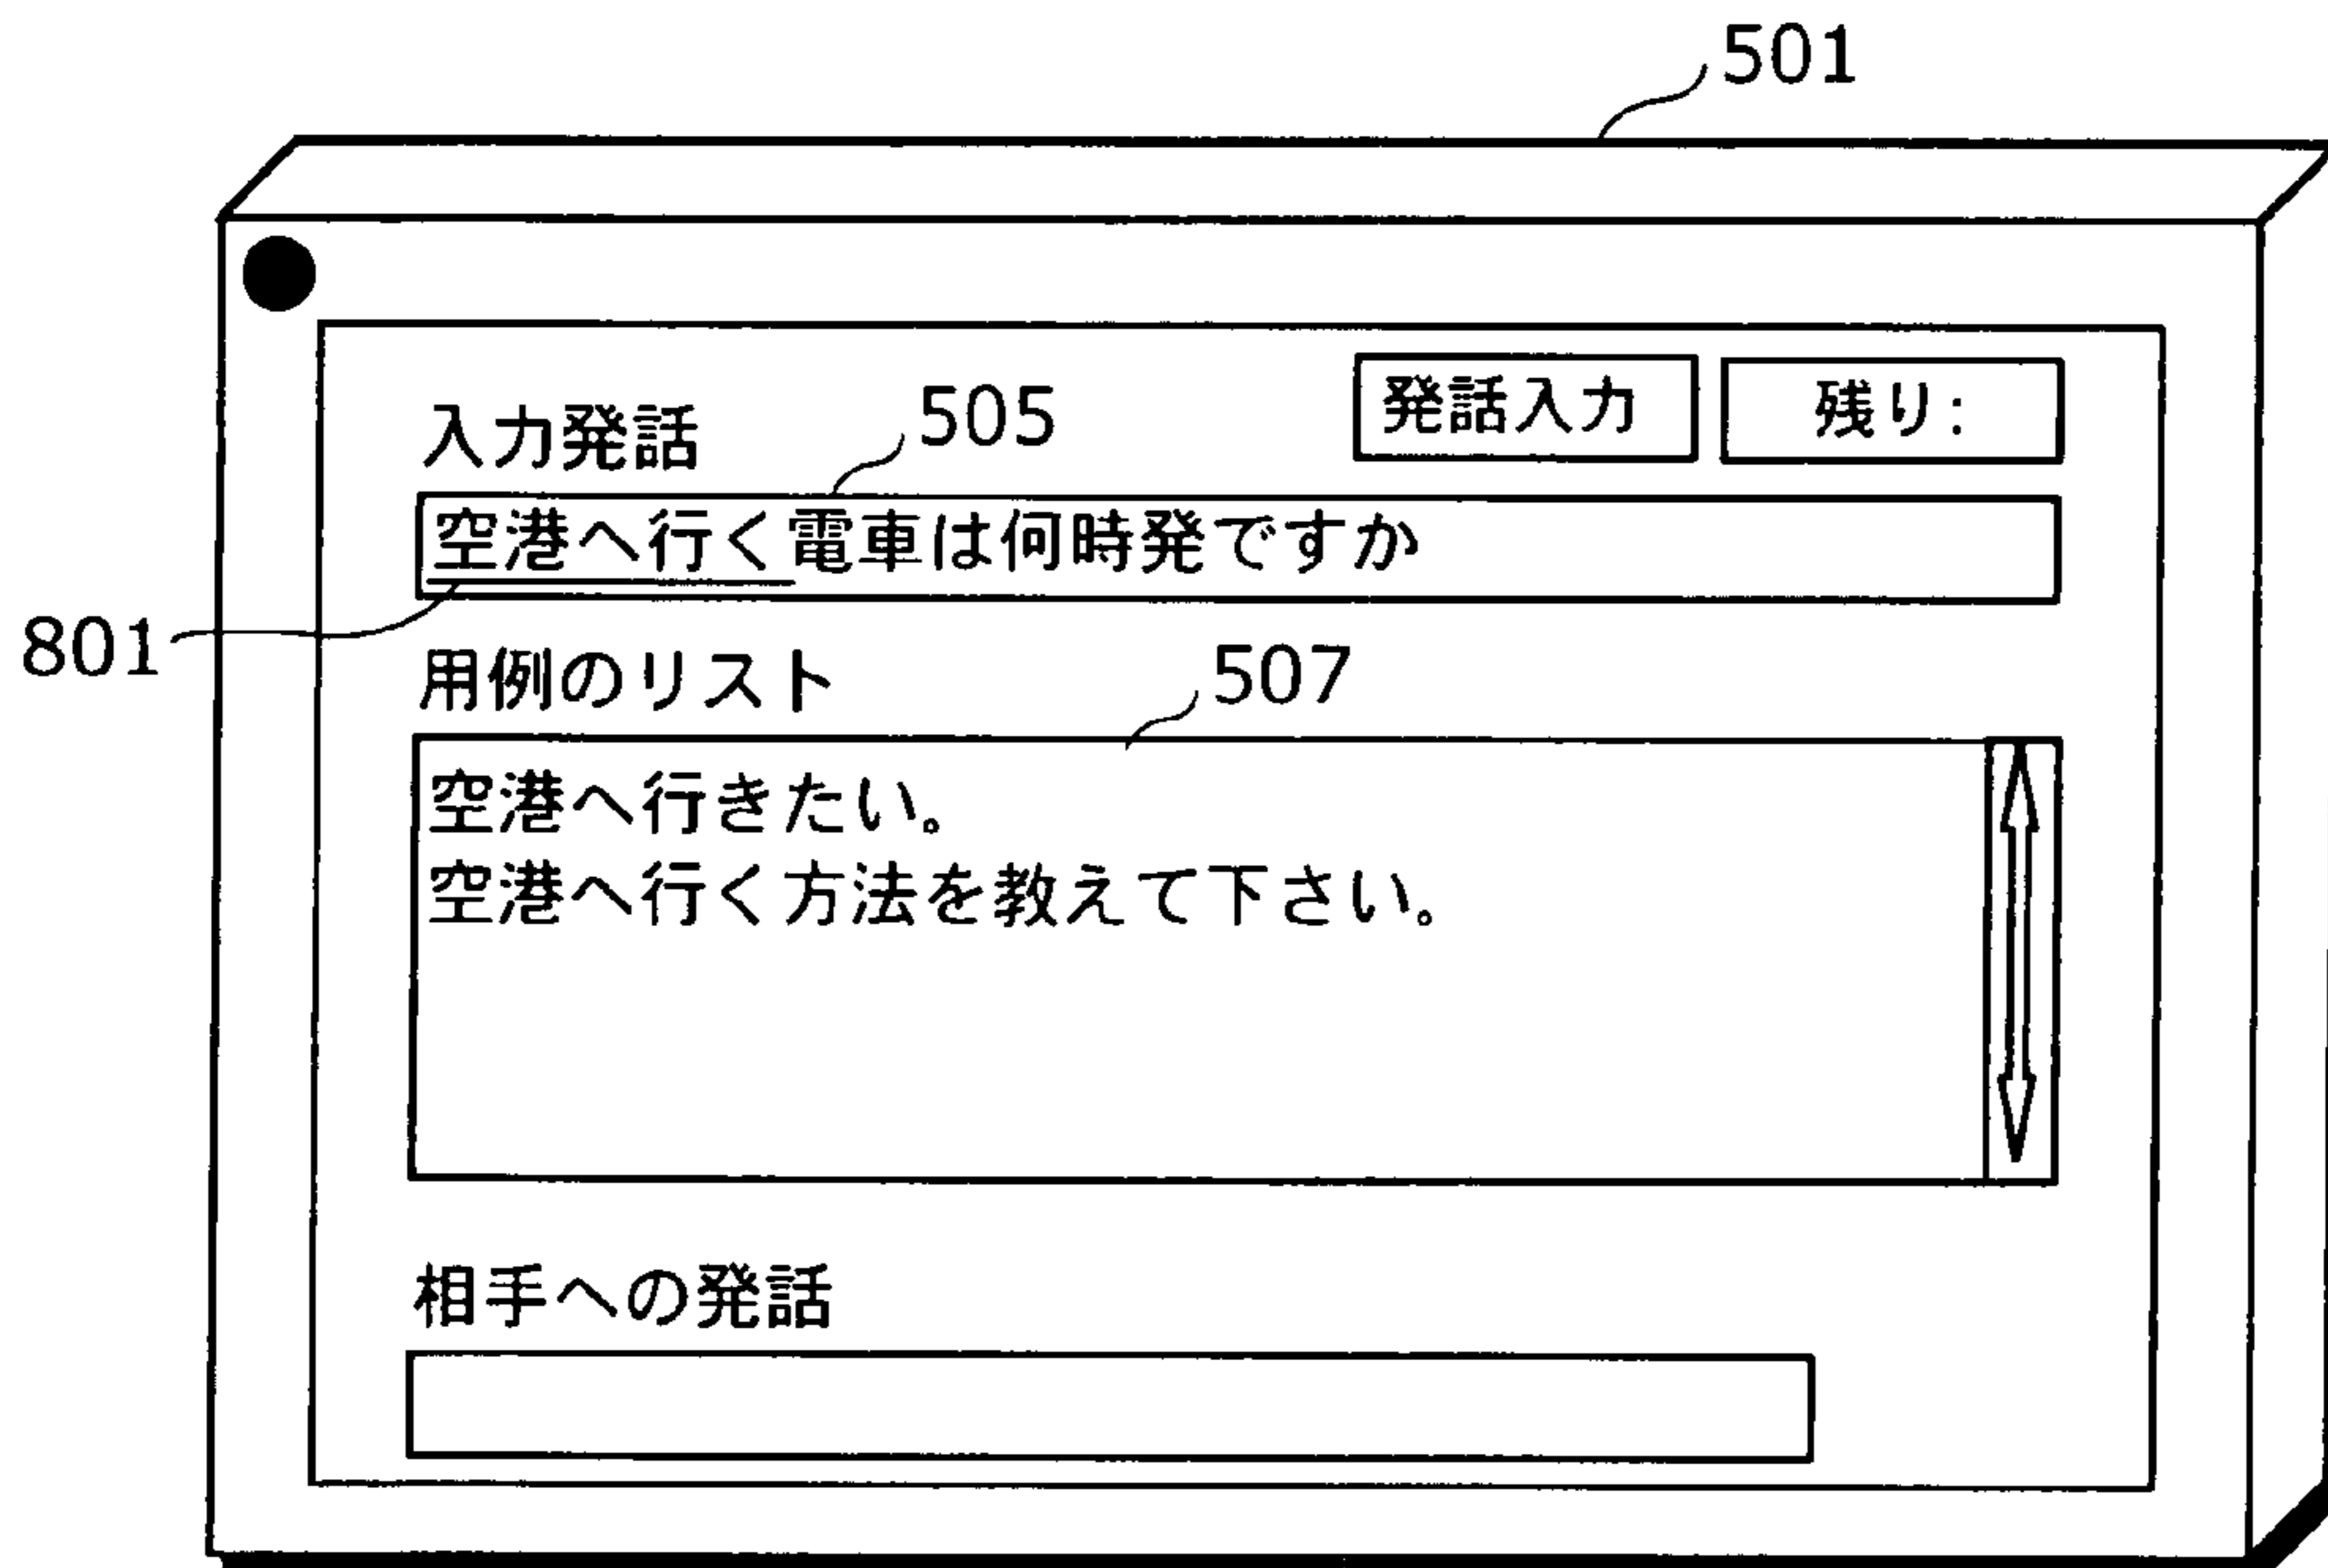 501
発話入力
残り:
入力発話
505
空港へ行く電車は何時発ですか
801
用例のリスト
507
空港へ行きたい。
空港へ行く方法を教えて下さい。
相手への発話